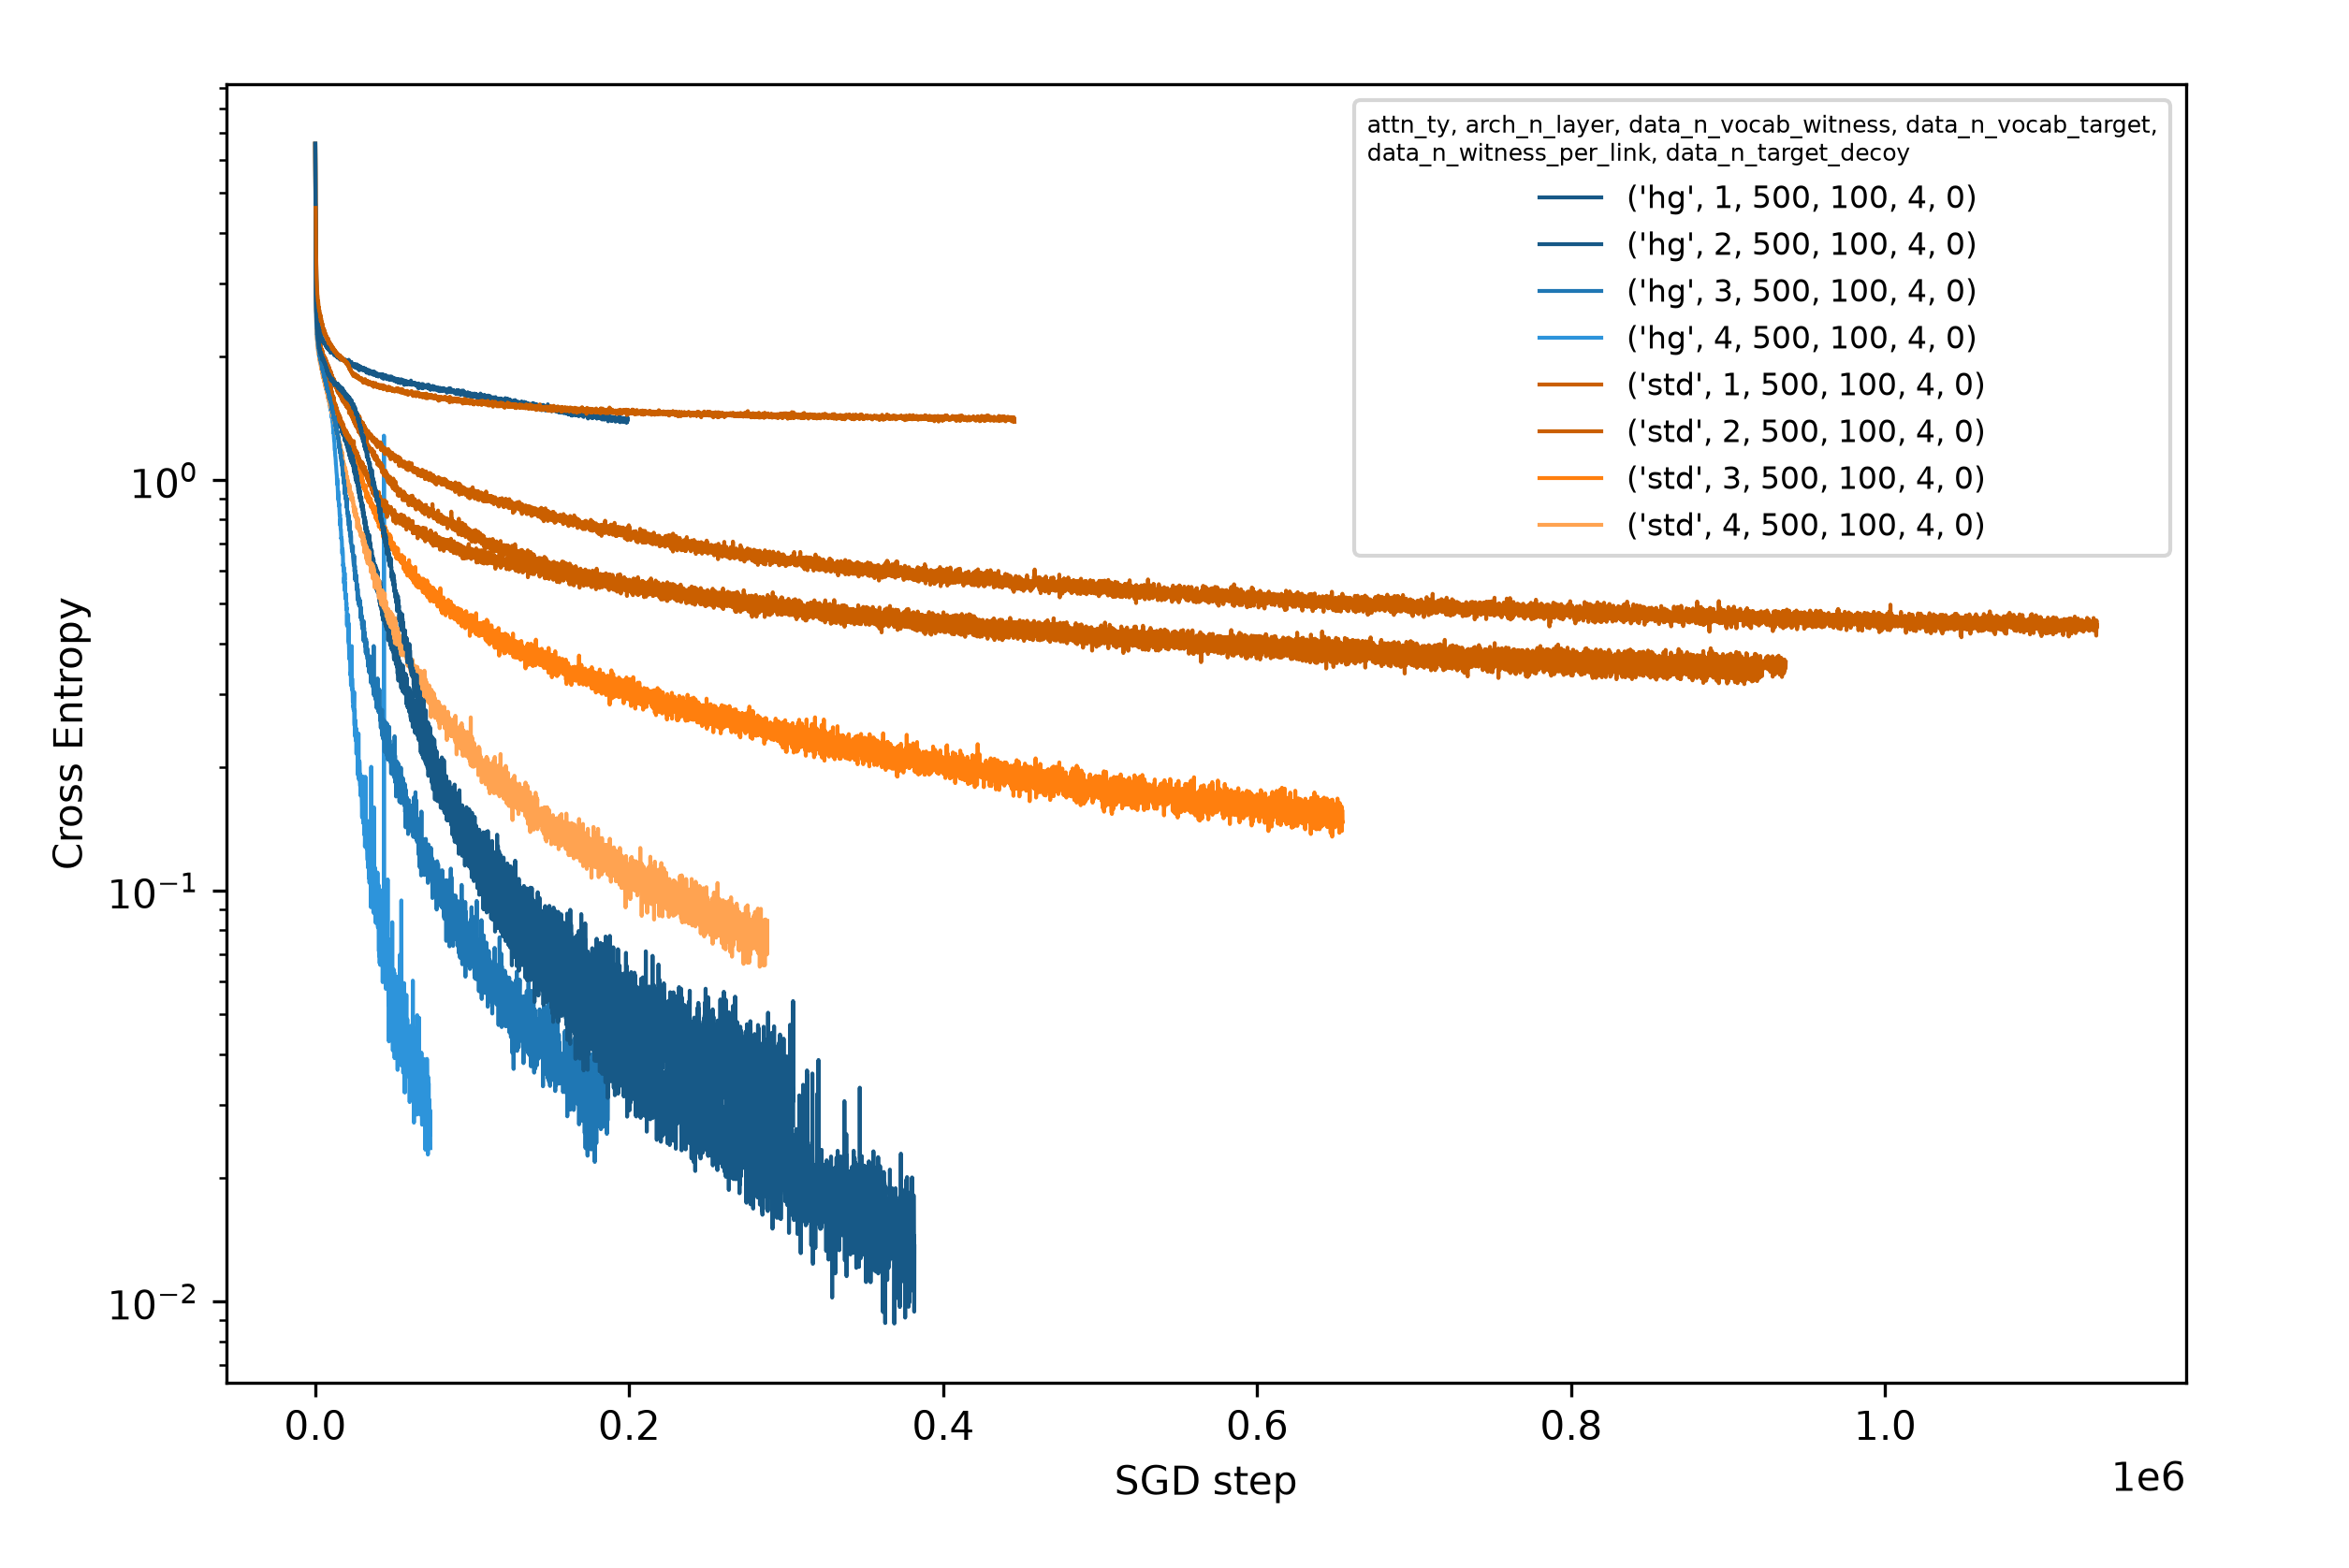 attn_ty, arch_n_layer, data_n_vocab_witness, data_n_vocab_target,
data_n_witness_per_link, data_n_target_decoy
('hg', 1, 500, 100, 4, 0)
('hg', 2, 500, 100, 4, 0)
('hg', 3, 500, 100, 4, 0)
('hg', 4, 500, 100, 4, 0)
('std', 1, 500, 100, 4, 0)
('std', 2, 500, 100, 4, 0)
('std', 3, 500, 100, 4, 0)
('std', 4, 500, 100, 4, 0)
Cross Entropy
10⁰
10⁻¹
10⁻²
0.0 0.2 0.4 0.6 0.8 1.0
SGD step
1e6